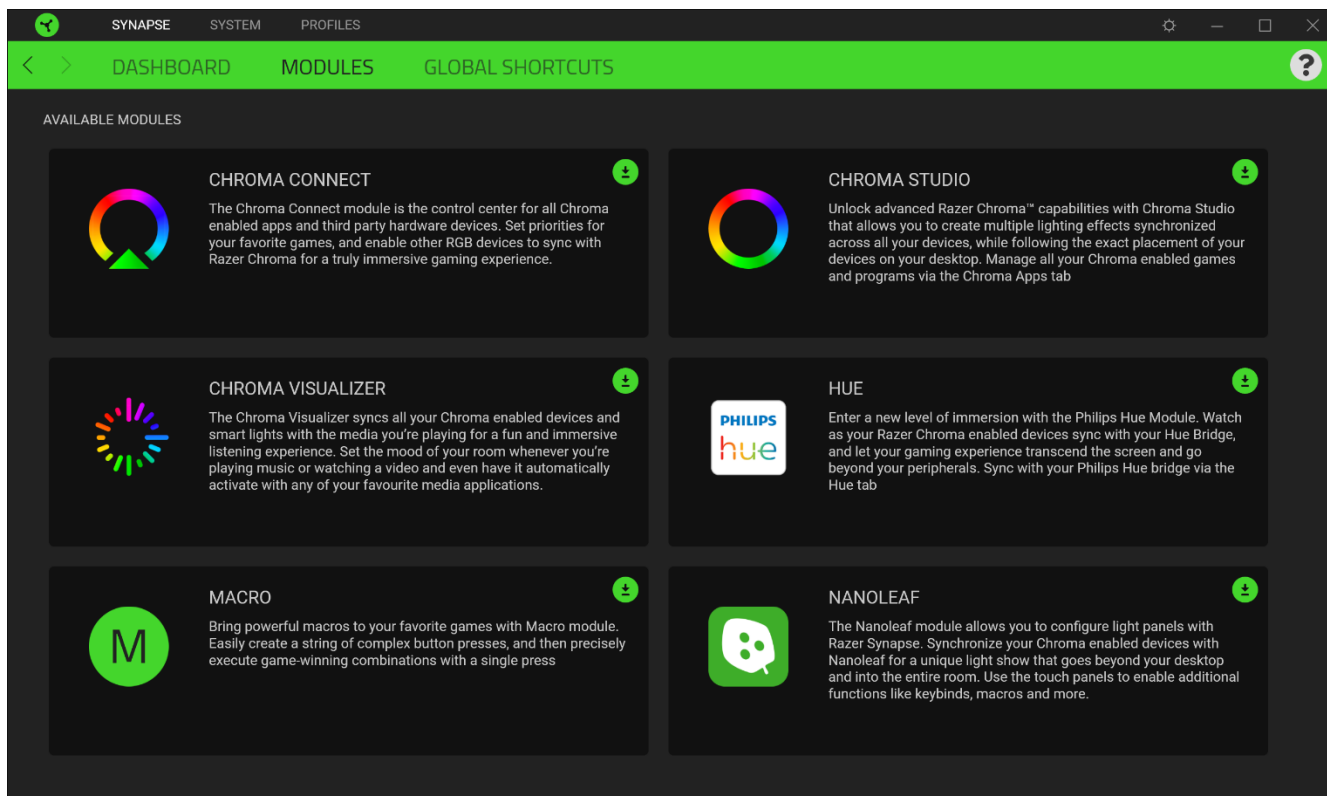 SYNAPSE SYSTEM PROFILES
DASHBOARD MODULES GLOBAL SHORTCUTS
?
AVAILABLE MODULES
CHROMA CONNECT
The Chroma Connect module is the control center for all Chroma
enabled apps and third party hardware devices. Set priorities for
your favorite games, and enable other RGB devices to sync with
Razer Chroma for a truly immersive gaming experience.
CHROMA STUDIO
Unlock advanced Razer Chroma™ capabilities with Chroma Studio
that allows you to create multiple lighting effects synchronized
across all your devices, while following the exact placement of your
devices on your desktop. Manage all your Chroma enabled games
and programs via the Chroma Apps tab
CHROMA VISUALIZER
The Chroma Visualizer syncs all your Chroma enabled devices and
smart lights with the media you're playing for a fun and immersive
listening experience. Set the mood of your room whenever you're
playing music or watching a video and even have it automatically
activate with any of your favourite media applications.
PHILIPS
hue
HUE
Enter a new level of immersion with the Philips Hue Module. Watch
as your Razer Chroma enabled devices sync with your Hue Bridge,
and let your gaming experience transcend the screen and go
beyond your peripherals. Sync with your Philips Hue bridge via the
Hue tab
M
MACRO
Bring powerful macros to your favorite games with Macro module.
Easily create a string of complex button presses, and then precisely
execute game-winning combinations with a single press
NANOLEAF
The Nanoleaf module allows you to configure light panels with
Razer Synapse. Synchronize your Chroma enabled devices with
Nanoleaf for a unique light show that goes beyond your desktop
and into the entire room. Use the touch panels to enable additional
functions like keybinds, macros and more.